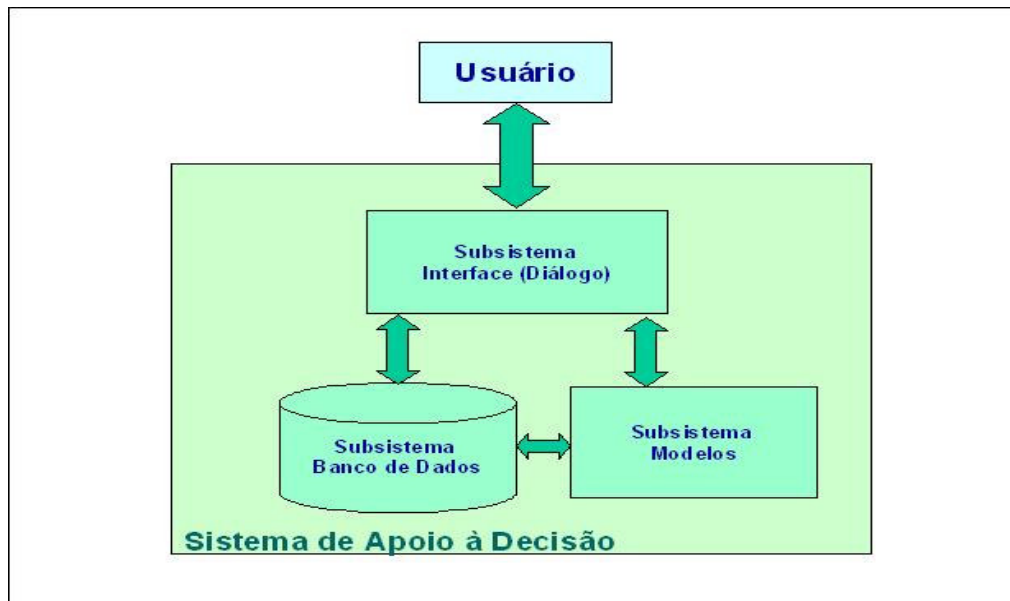 Usuário
Subsistema
Interface (Diálogo)
Subsistema
Banco de Dados
Subsistema
Modelos
Sistema de Apoio à Decisão